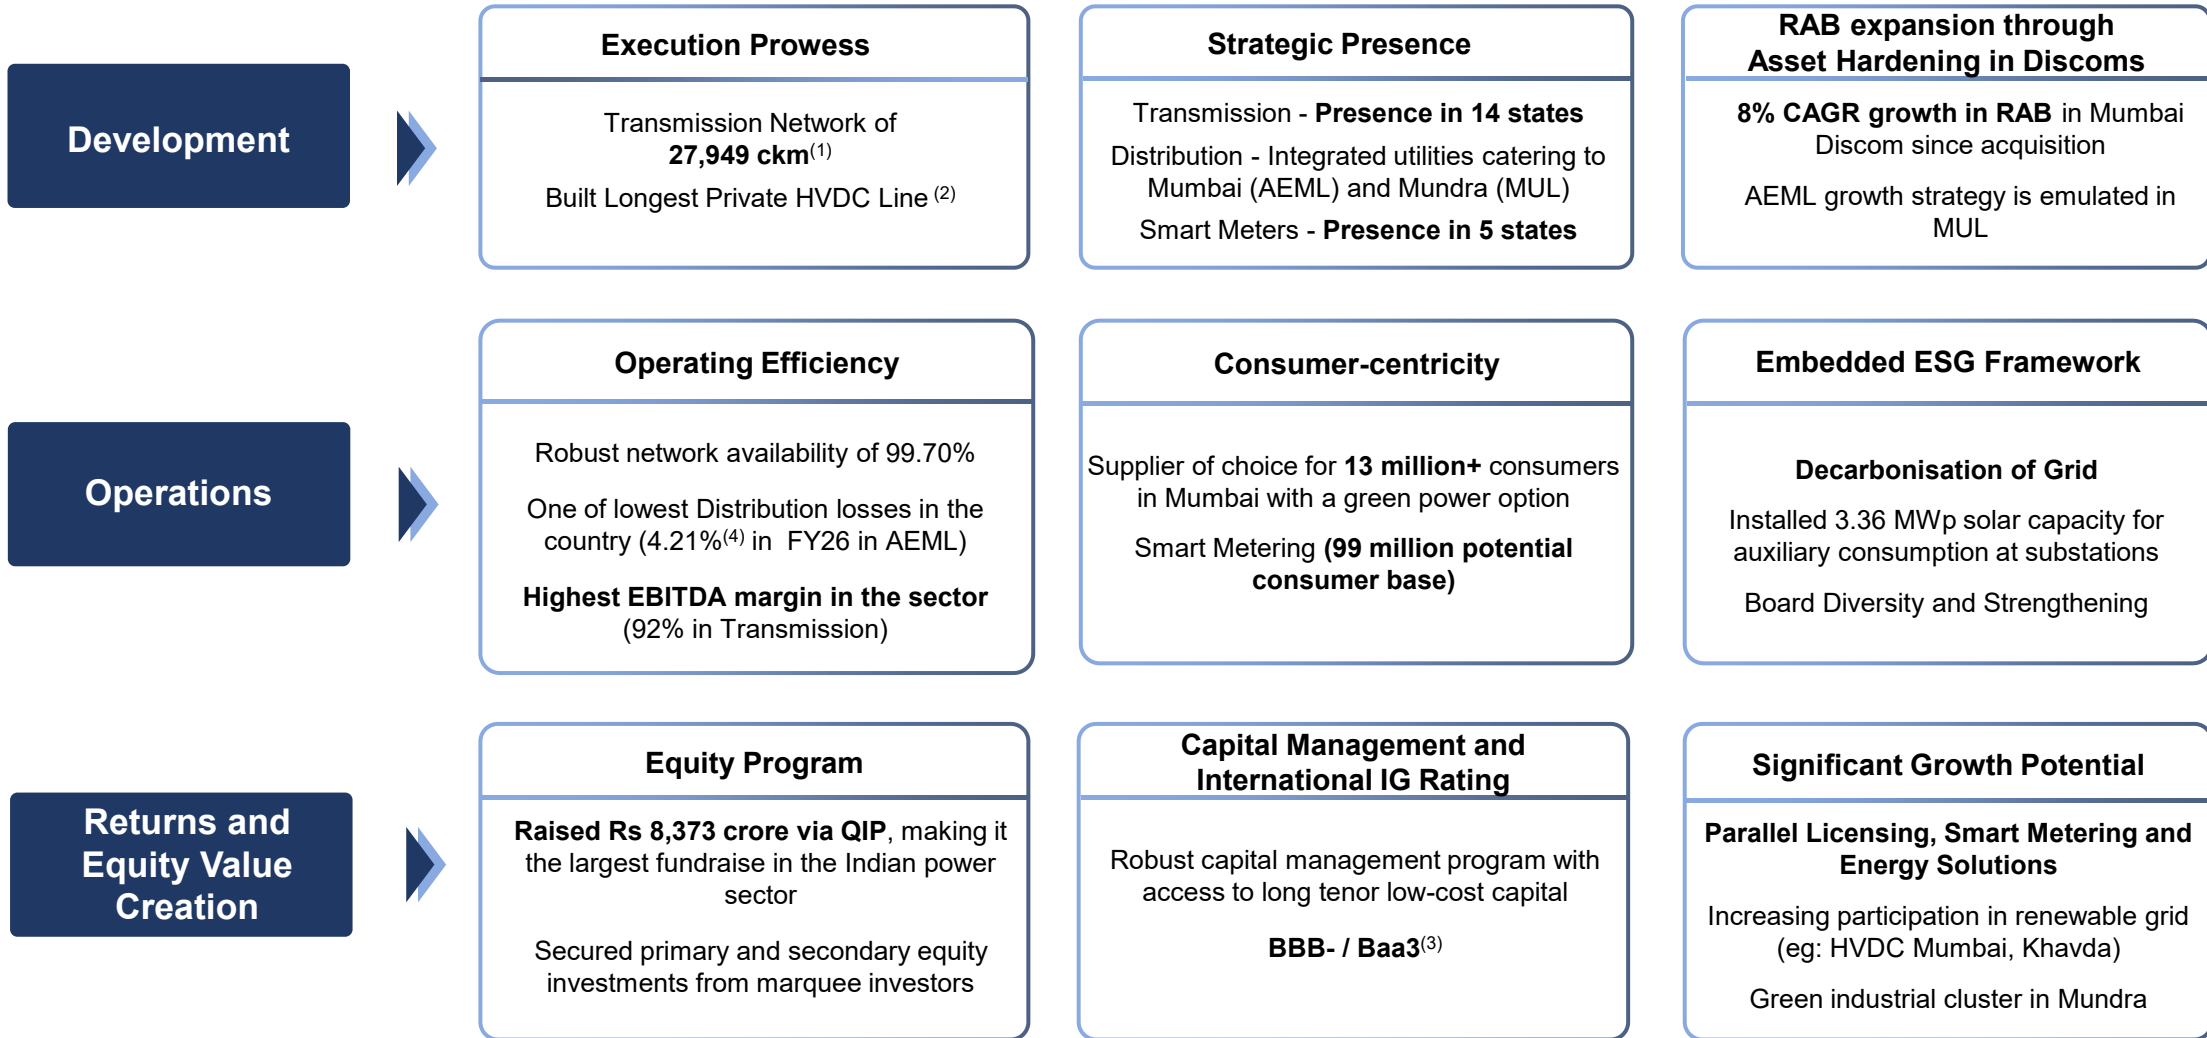 Development
Execution Prowess
Transmission Network of
27,949 ckm(1)
Built Longest Private HVDC Line (2)
Strategic Presence
Transmission - Presence in 14 states
Distribution - Integrated utilities catering to
Mumbai (AEML) and Mundra (MUL)
Smart Meters - Presence in 5 states
RAB expansion through
Asset Hardening in Discoms
8% CAGR growth in RAB in Mumbai
Discom since acquisition
AEML growth strategy is emulated in
MUL
Operations
Operating Efficiency
Robust network availability of 99.70%
One of lowest Distribution losses in the
country (4.21%(4) in FY26 in AEML)
Highest EBITDA margin in the sector
(92% in Transmission)
Consumer-centricity
Supplier of choice for 13 million+ consumers
in Mumbai with a green power option
Smart Metering (99 million potential
consumer base)
Embedded ESG Framework
Decarbonisation of Grid
Installed 3.36 MWp solar capacity for
auxiliary consumption at substations
Board Diversity and Strengthening
Returns and
Equity Value
Creation
Equity Program
Raised Rs 8,373 crore via QIP, making it
the largest fundraise in the Indian power
sector
Secured primary and secondary equity
investments from marquee investors
Capital Management and
International IG Rating
Robust capital management program with
access to long tenor low-cost capital
BBB- / Baa3(3)
Significant Growth Potential
Parallel Licensing, Smart Metering and
Energy Solutions
Increasing participation in renewable grid
(eg: HVDC Mumbai, Khavda)
Green industrial cluster in Mundra